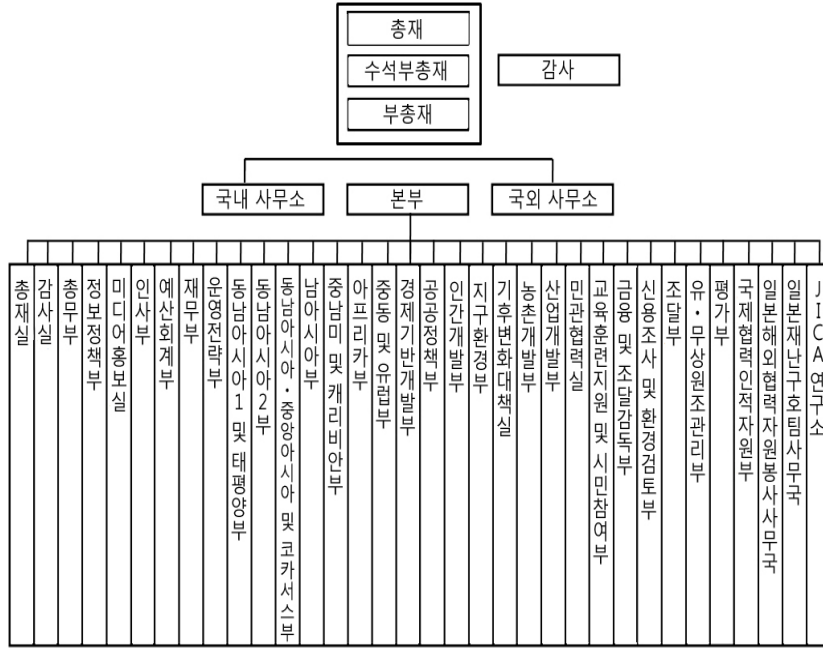 총재
수석부총재
감사
부총재
국내 사무소
본부
국외 사무소
총재실
감사실
총무부
정보정책부
미디어홍보실
인사부
예산회계부
재무부
운영전략부
동남아시아1 및 태평양부
동남아시아2부
동남아시아·중앙아시아 및 코카서스부
남아시아부
중남미 및 캐리비안부
아프리카부
중동 및 유럽부
경제기반개발부
공공정책부
인간개발부
지구환경부
기후변화대책실
농촌개발부
산업개발부
민관협력실
교육훈련지원 및 시민참여부
금융 및 조달감독부
신용조사 및 환경검토부
조달부
유·무상원조관리부
평가부
국제협력인적자원부
일본해외협력자원봉사사무국
일본재난구호팀사무국
JICA연구소